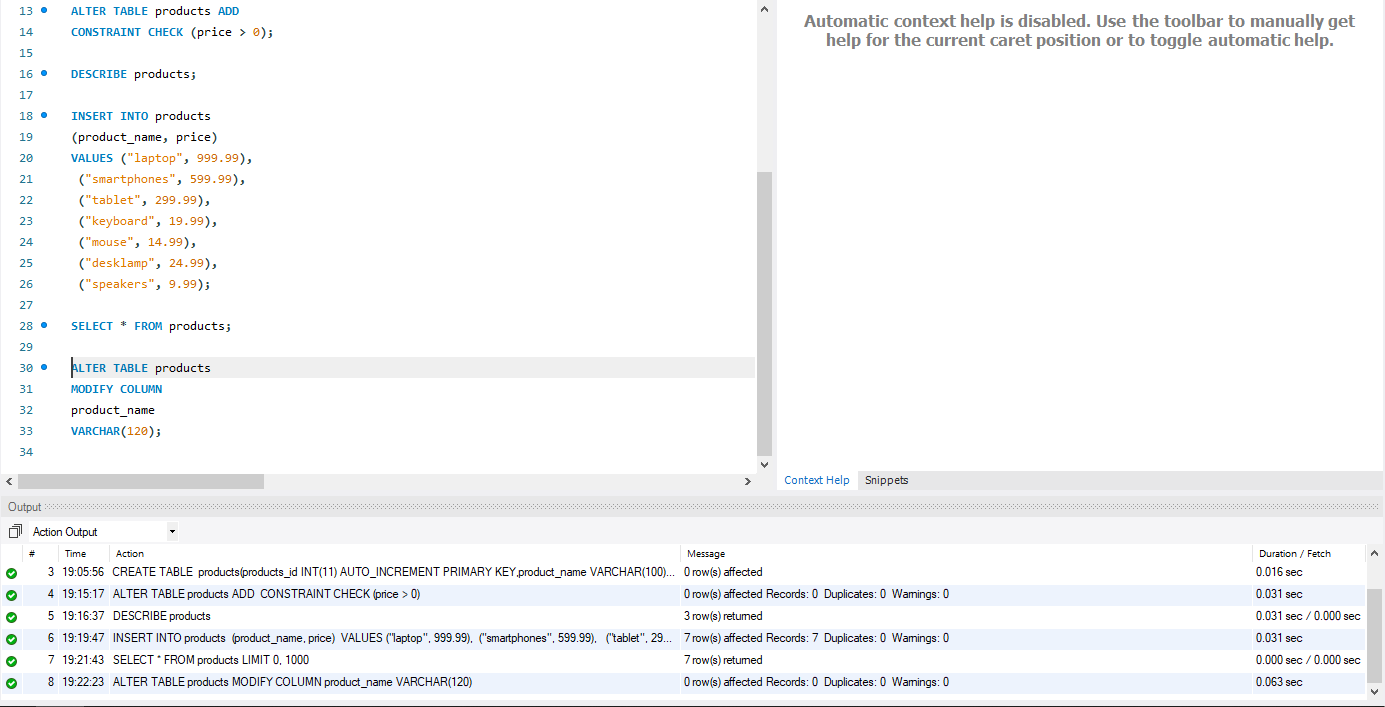 13 ALTER TABLE products ADD
14 CONSTRAINT CHECK (price > 0);
15
16 DESCRIBE products;
17
18 INSERT INTO products
19 (product_name, price)
20 VALUES ("laptop", 999.99),
21 ("smartphones", 599.99),
22 ("tablet", 299.99),
23 ("keyboard", 19.99),
24 ("mouse", 14.99),
25 ("desklamp", 24.99),
26 ("speakers", 9.99);
27
28 SELECT * FROM products;
29
30 ALTER TABLE products
31 MODIFY COLUMN
32 product_name
33 VARCHAR(120);
34
Automatic context help is disabled. Use the toolbar to manually get
help for the current caret position or to toggle automatic help.
Context Help Snippets
Output
Action Output
# Time Action Message Duration / Fetch
3 19:05:56 CREATE TABLE products(products_id INT(11) AUTO_INCREMENT PRIMARY KEY,product_name VARCHAR(100)... 0 row(s) affected 0.016 sec
4 19:15:17 ALTER TABLE products ADD CONSTRAINT CHECK (price > 0) 0 row(s) affected Records: 0 Duplicates: 0 Warnings: 0 0.031 sec
5 19:16:37 DESCRIBE products 3 row(s) returned 0.031 sec / 0.000 sec
6 19:19:47 INSERT INTO products (product_name, price) VALUES ("laptop", 999.99), ("smartphones", 599.99), ("tablet", 29... 7 row(s) affected Records: 7 Duplicates: 0 Warnings: 0 0.031 sec
7 19:21:43 SELECT * FROM products LIMIT 0, 1000 7 row(s) returned 0.000 sec / 0.000 sec
8 19:22:23 ALTER TABLE products MODIFY COLUMN product_name VARCHAR(120) 0 row(s) affected Records: 0 Duplicates: 0 Warnings: 0 0.063 sec